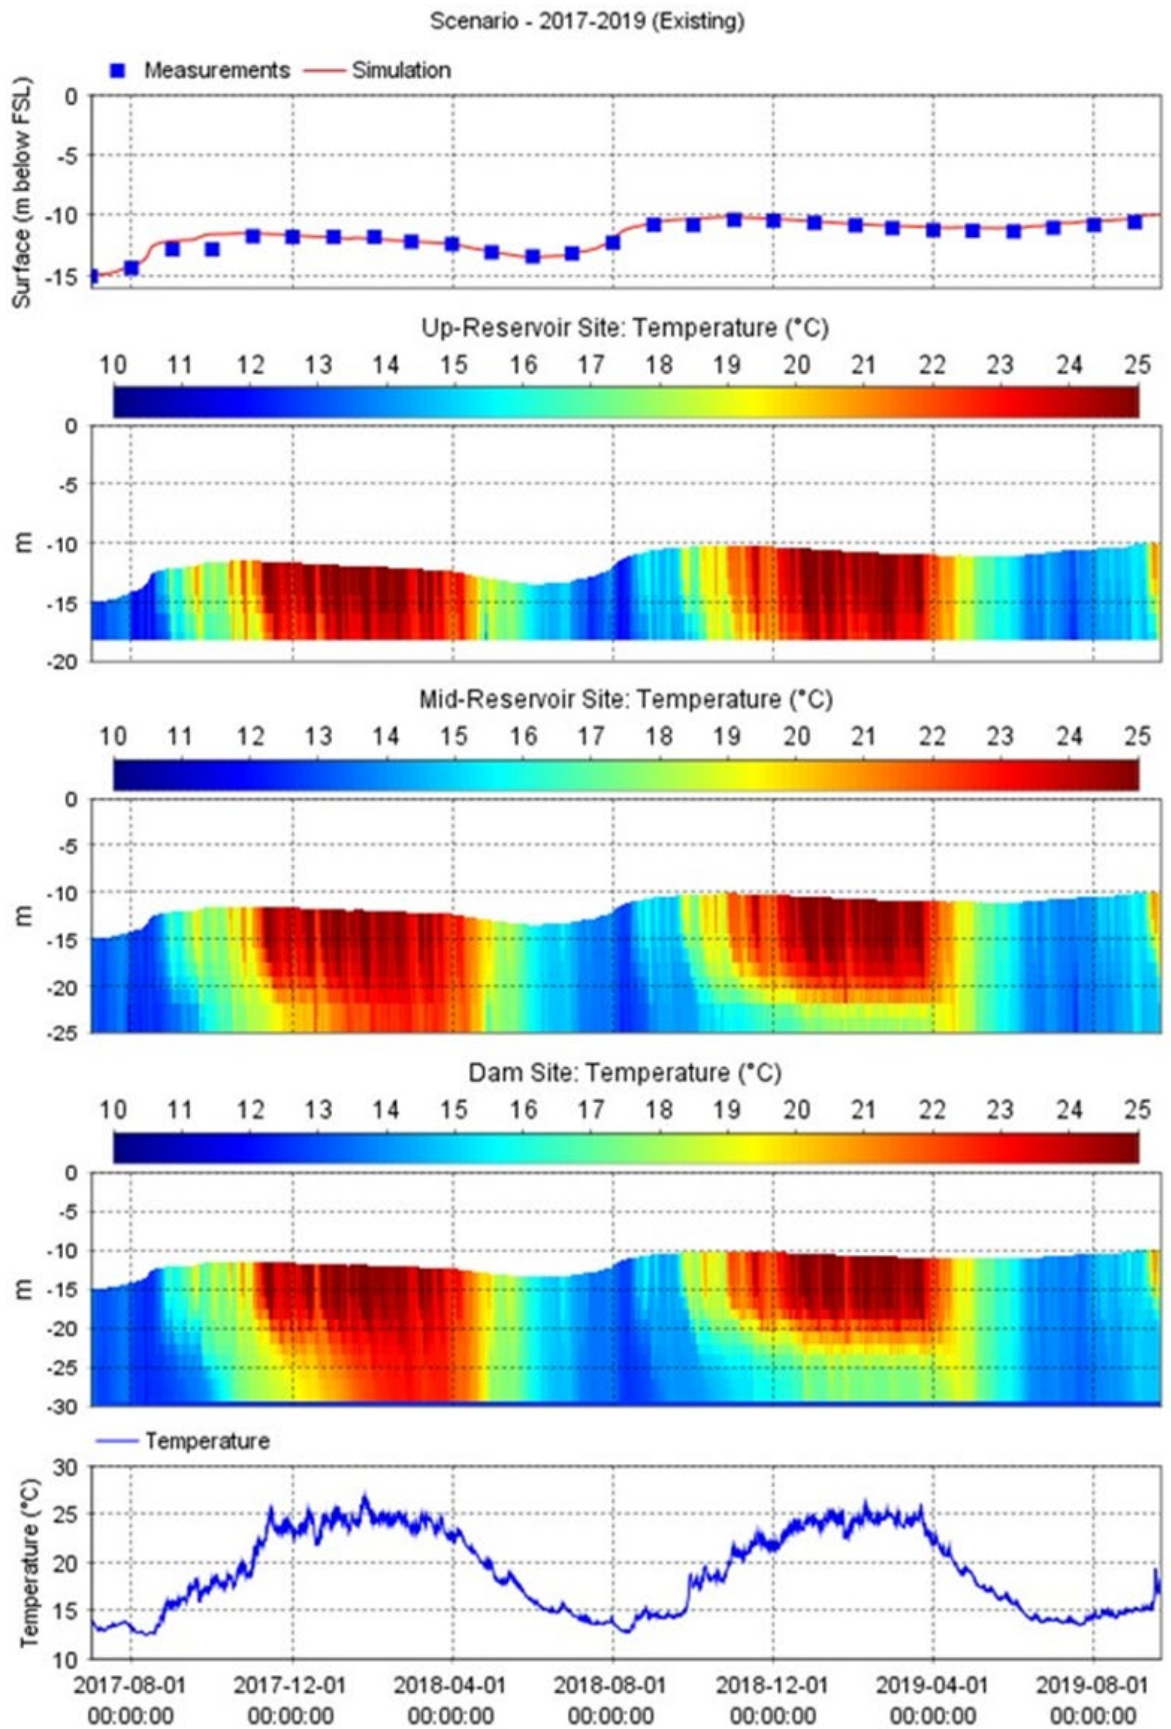 Scenario - 2017-2019 (Existing)
Measurements Simulation
Surface (m below FSL)
0
-5
-10
-15
Up-Reservoir Site: Temperature (°C)
10 11 12 13 14 15 16 17 18 19 20 21 22 23 24 25
m
0
-5
-10
-15
-20
Mid-Reservoir Site: Temperature (°C)
10 11 12 13 14 15 16 17 18 19 20 21 22 23 24 25
m
0
-5
-10
-15
-20
-25
Dam Site: Temperature (°C)
10 11 12 13 14 15 16 17 18 19 20 21 22 23 24 25
m
0
-5
-10
-15
-20
-25
-30
Temperature
Temperature (°C)
30
25
20
15
10
2017-08-01 2017-12-01 2018-04-01 2018-08-01 2018-12-01 2019-04-01 2019-08-01
00:00:00 00:00:00 00:00:00 00:00:00 00:00:00 00:00:00 00:00:00